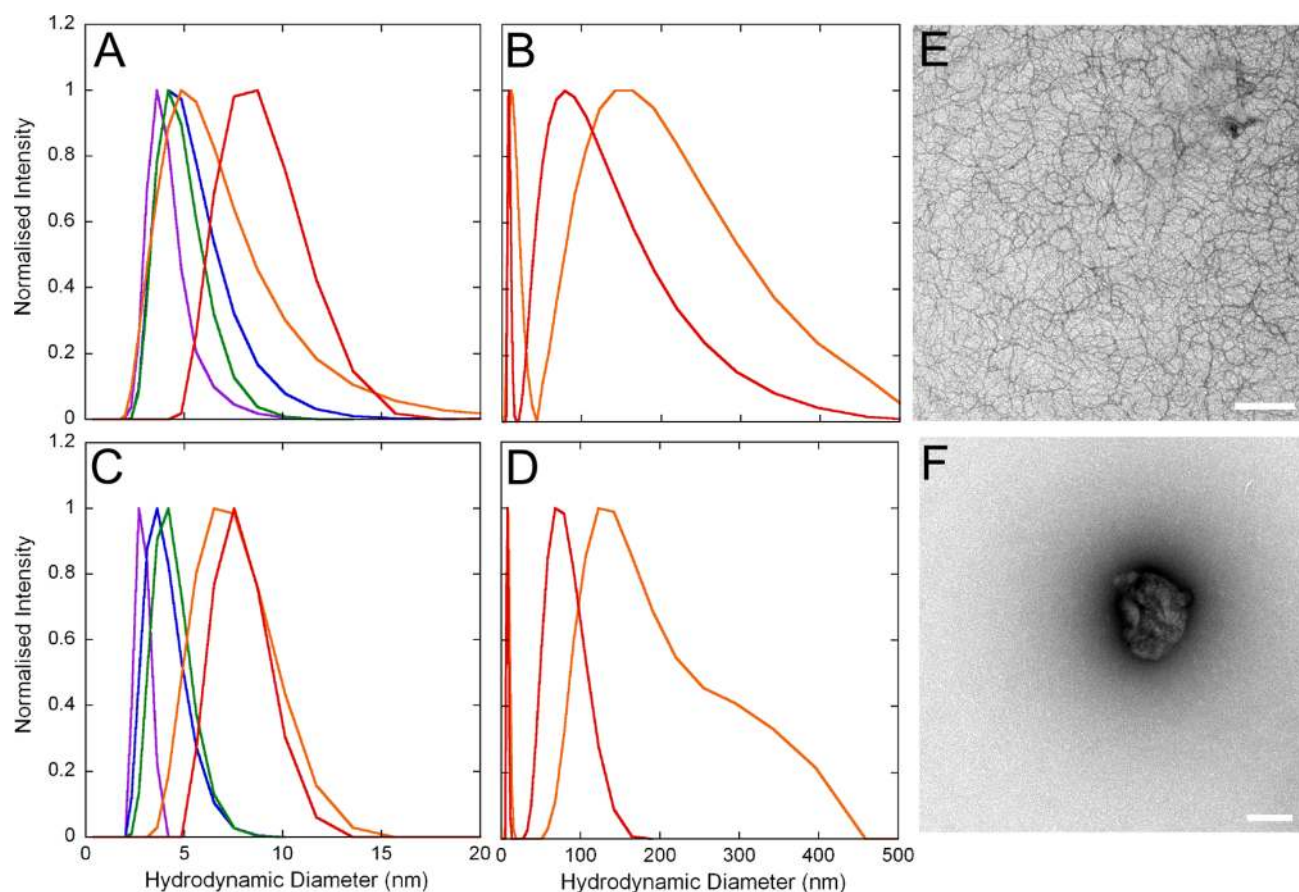 A
B
E
Normalised Intensity
1.2
1
0.8
0.6
0.4
0.2
0
C
D
F
Normalised Intensity
1.2
1
0.8
0.6
0.4
0.2
0
0 5 10 15 20
0 100 200 300 400 500
Hydrodynamic Diameter (nm)
Hydrodynamic Diameter (nm)